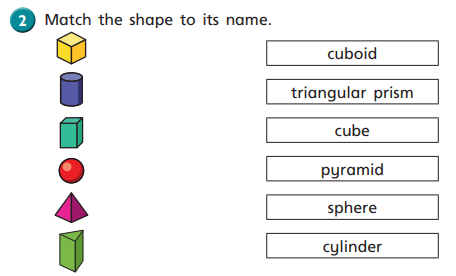 2 Match the shape to its name.
cuboid
triangular prism
cube
pyramid
sphere
cylinder